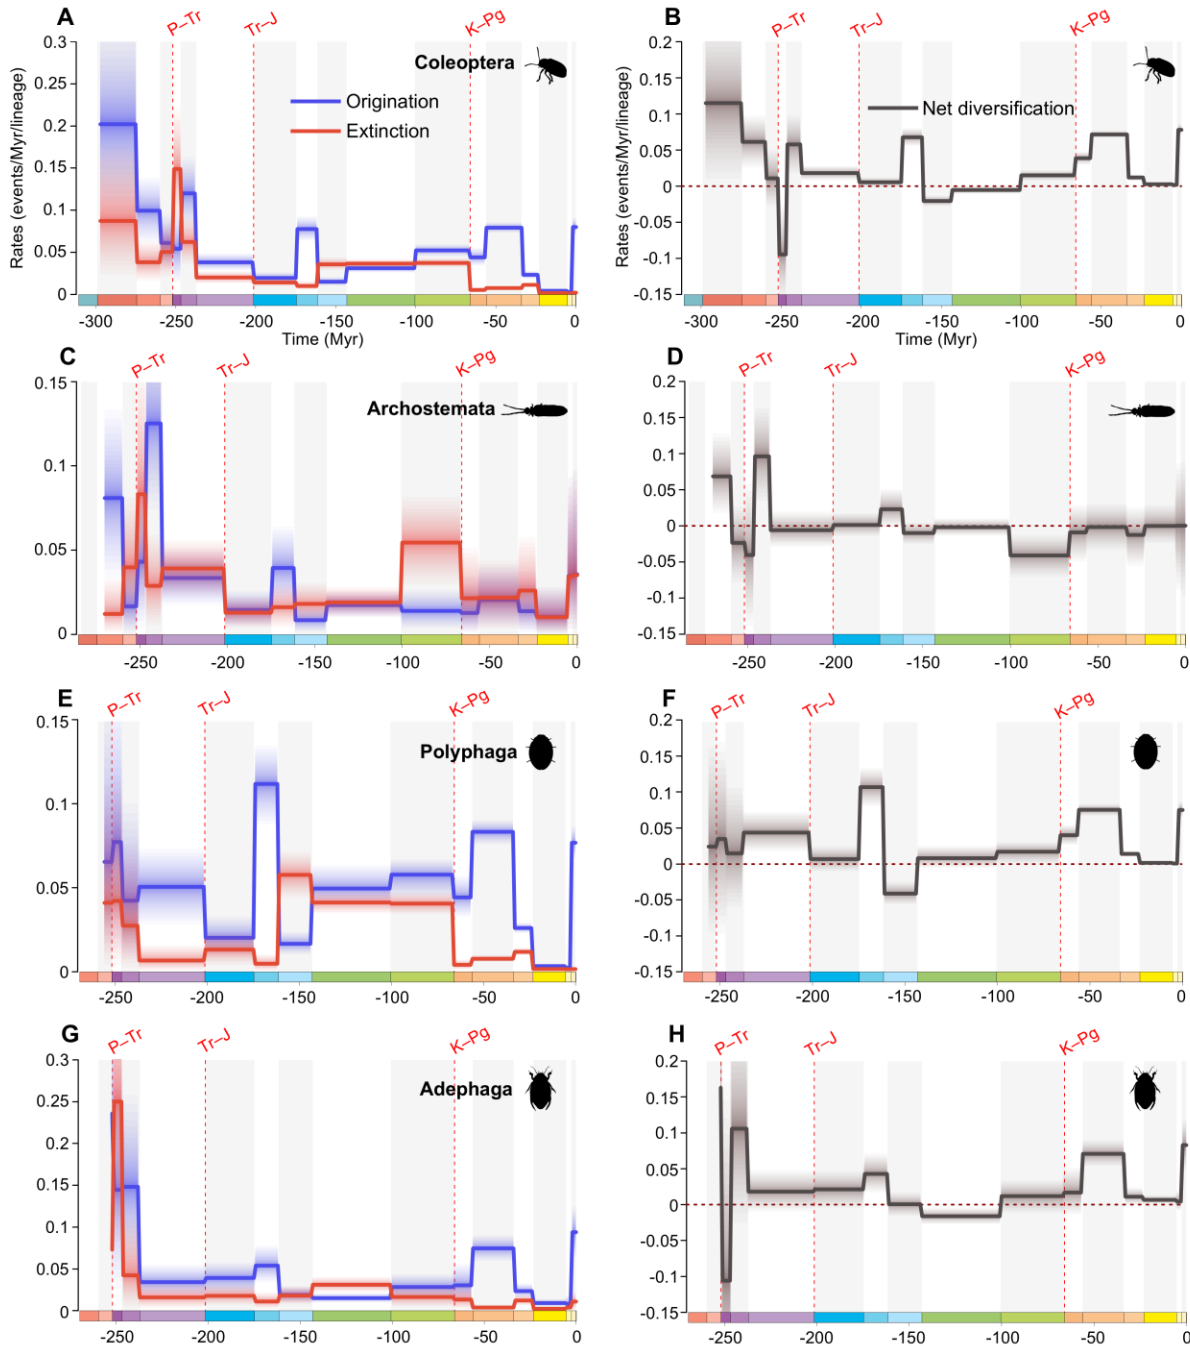 A
P–Tr
Tr–J
K–Pg
Coleoptera
Origination
Extinction
Rates (events/Myr/lineage)
0.3
0.2
0.15
0.1
0.05
0
-300
-250
-200
-150
-100
-50
0
Time (Myr)
B
P–Tr
Tr–J
K–Pg
Net diversification
Rates (events/Myr/lineage)
0.2
0.15
0.1
0.05
0
-0.05
-0.1
-0.15
-300
-250
-200
-150
-100
-50
0
Time (Myr)
C
P–Tr
Tr–J
K–Pg
Archostemata
0.15
0.1
0.05
0
-250
-200
-150
-100
-50
0
D
P–Tr
Tr–J
K–Pg
0.2
0.15
0.1
0.05
0
-0.05
-0.1
-0.15
-250
-200
-150
-100
-50
0
E
P–Tr
Tr–J
K–Pg
Polyphaga
0.15
0.1
0.05
0
-250
-200
-150
-100
-50
0
F
P–Tr
Tr–J
K–Pg
0.2
0.15
0.1
0.05
0
-0.05
-0.1
-0.15
-250
-200
-150
-100
-50
0
G
P–Tr
Tr–J
K–Pg
Adephaga
0.3
0.25
0.2
0.15
0.1
0.05
0
-250
-200
-150
-100
-50
0
H
P–Tr
Tr–J
K–Pg
0.2
0.15
0.1
0.05
0
-0.05
-0.1
-0.15
-250
-200
-150
-100
-50
0